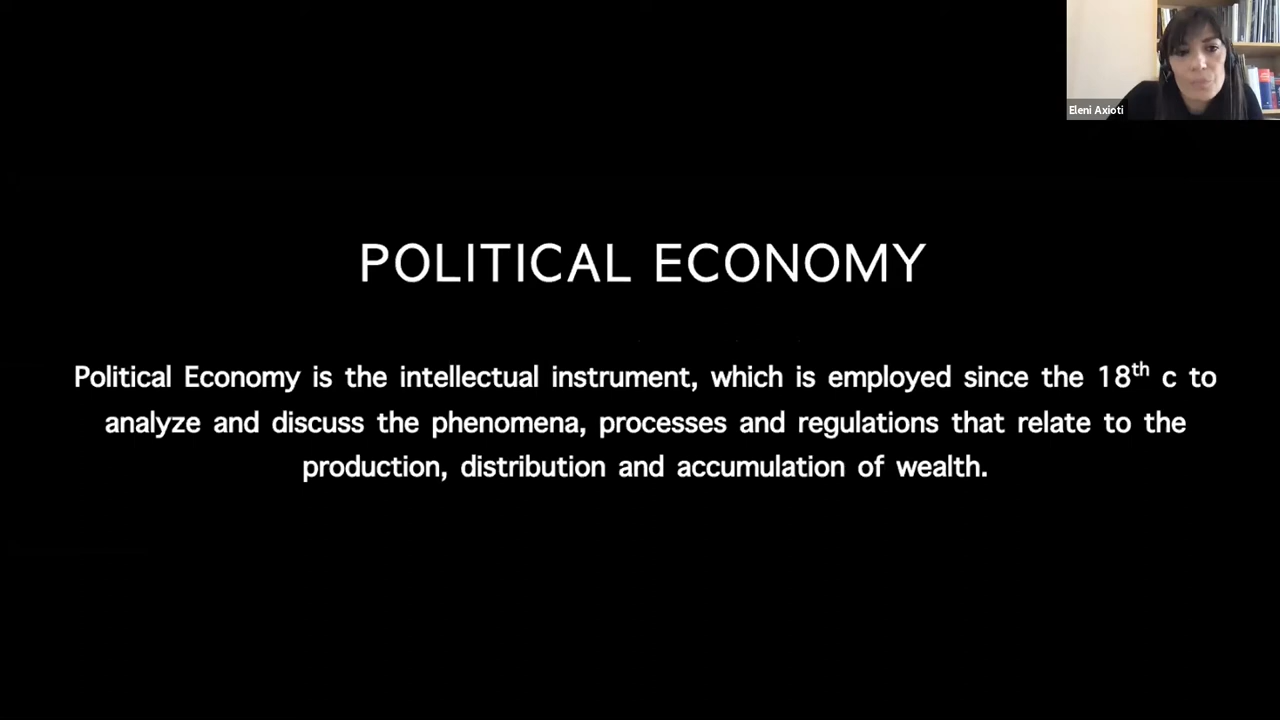 Eleni Axioti
POLITICAL ECONOMY
Political Economy is the intellectual instrument, which is employed since the 18th c to
analyze and discuss the phenomena, processes and regulations that relate to the
production, distribution and accumulation of wealth.